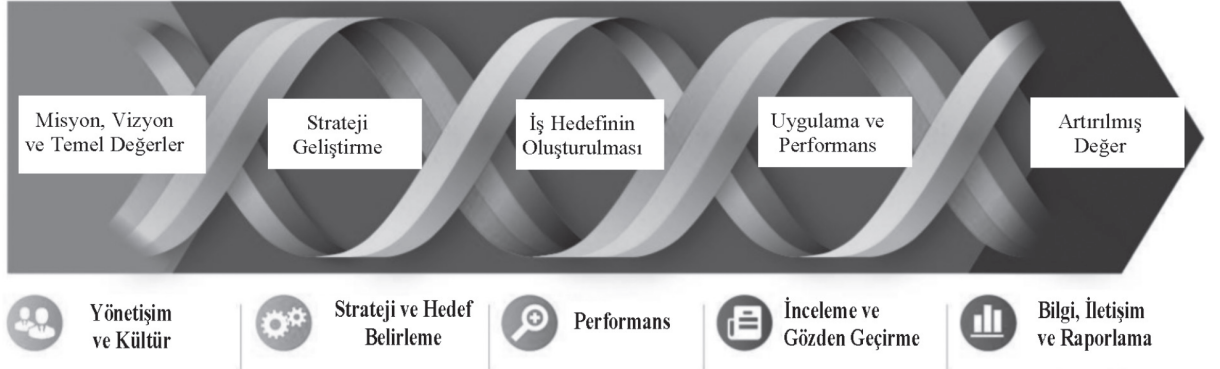 Misyon, Vizyon
ve Temel Değerler
Strateji
Geliştirme
İş Hedefinin
Oluşturulması
Uygulama ve
Performans
Artırılmış
Değer
Yönetişim
ve Kültür
Strateji ve Hedef
Belirleme
Performans
İnceleme ve
Gözden Geçirme
Bilgi, İletişim
ve Raporlama